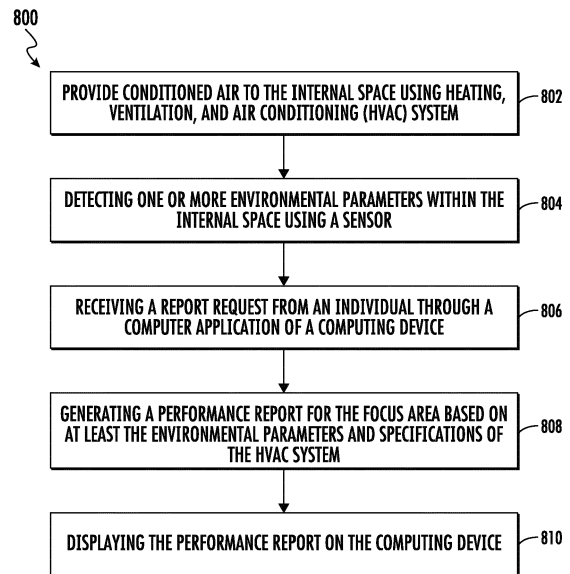 800
PROVIDE CONDITIONED AIR TO THE INTERNAL SPACE USING HEATING,
VENTILATION, AND AIR CONDITIONING (HVAC) SYSTEM
802
DETECTING ONE OR MORE ENVIRONMENTAL PARAMETERS WITHIN THE
INTERNAL SPACE USING A SENSOR
804
RECEIVING A REPORT REQUEST FROM AN INDIVIDUAL THROUGH A
COMPUTER APPLICATION OF A COMPUTING DEVICE
806
GENERATING A PERFORMANCE REPORT FOR THE FOCUS AREA BASED ON
AT LEAST THE ENVIRONMENTAL PARAMETERS AND SPECIFICATIONS OF
THE HVAC SYSTEM
808
DISPLAYING THE PERFORMANCE REPORT ON THE COMPUTING DEVICE
810